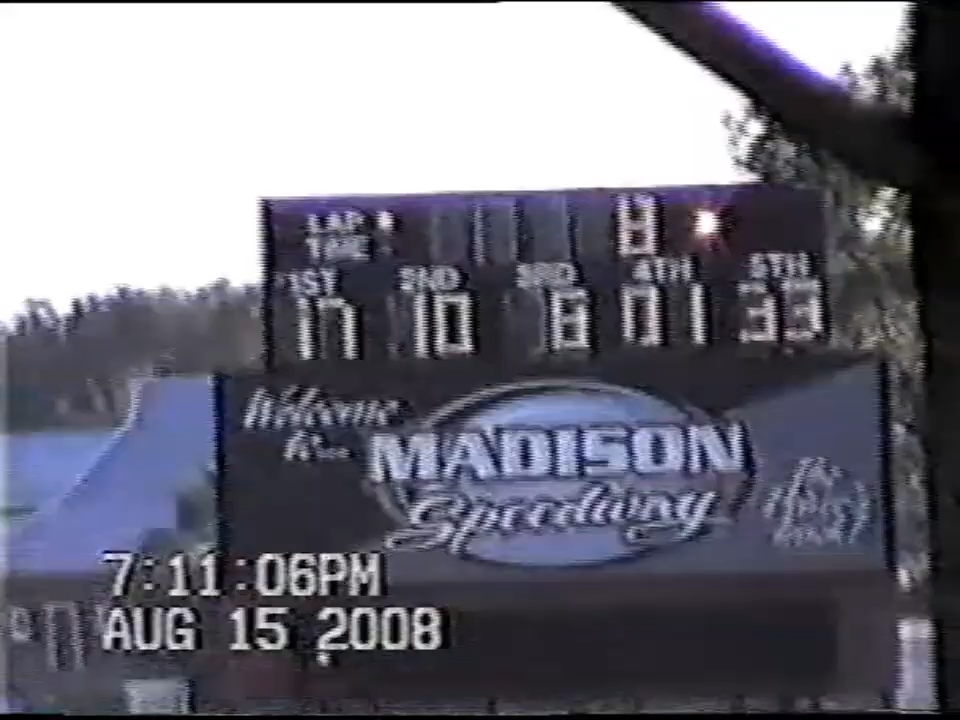 LAP 8
TIME
1ST 2ND 3RD 4TH 5TH
17 10 8 01 33
Welcome
to...
MADISON
Speedway
7:11:06PM
AUG 15 2008